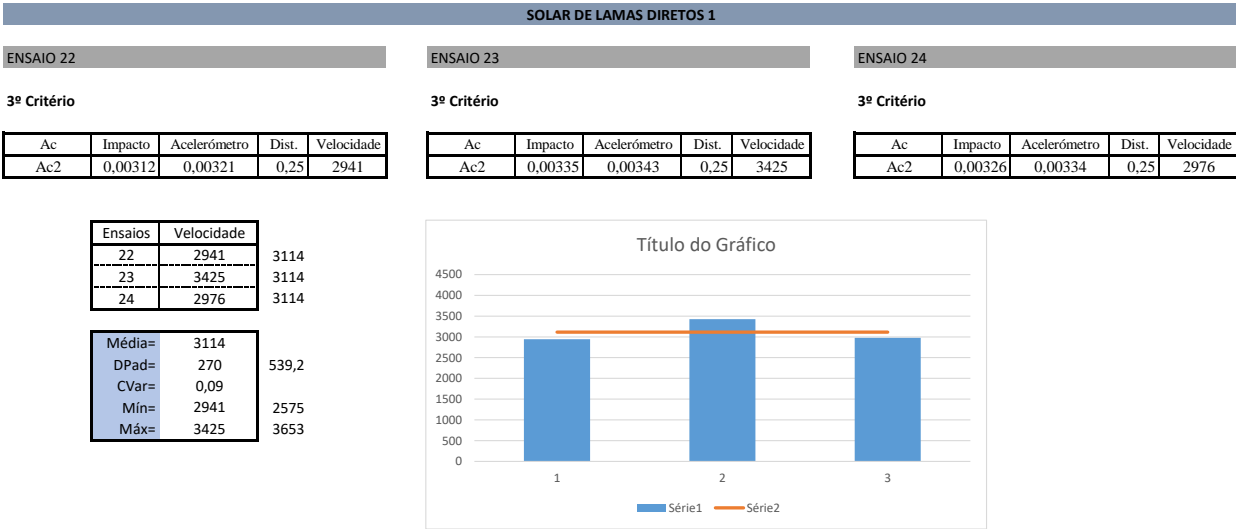 SOLAR DE LAMAS DIRETOS 1
ENSAIO 22
3º Critério
Ac Impacto Acelerómetro Dist. Velocidade
Ac2 0,00312 0,00321 0,25 2941
ENSAIO 23
3º Critério
Ac Impacto Acelerómetro Dist. Velocidade
Ac2 0,00335 0,00343 0,25 3425
ENSAIO 24
3º Critério
Ac Impacto Acelerómetro Dist. Velocidade
Ac2 0,00326 0,00334 0,25 2976
Ensaios Velocidade
22 2941 3114
23 3425 3114
24 2976 3114
Média= 3114
DPad= 270 539,2
CVar= 0,09
Mín= 2941 2575
Máx= 3425 3653
Título do Gráfico
4500
4000
3500
3000
2500
2000
1500
1000
500
0
1 2 3
Série1 Série2